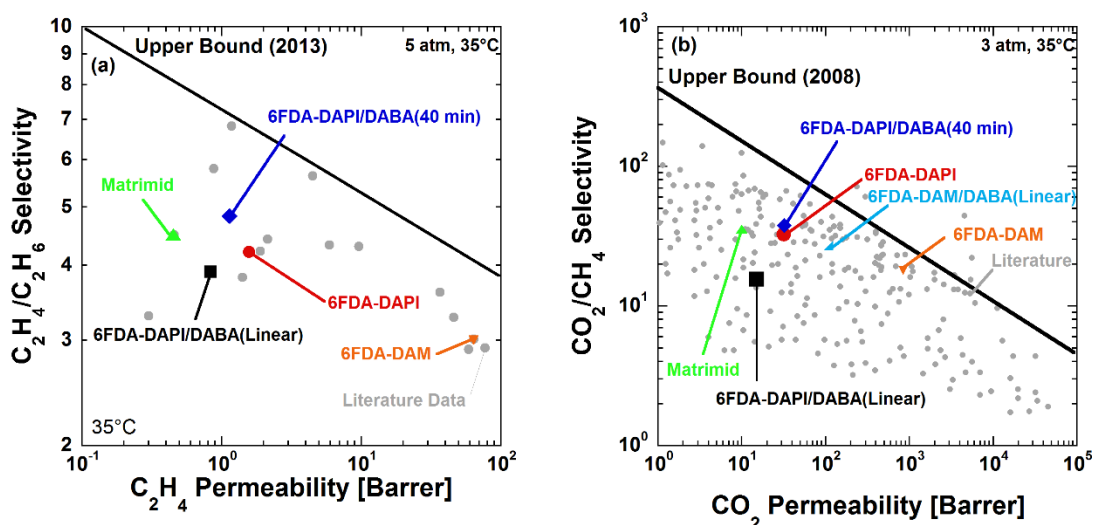 Upper Bound (2013)
5 atm, 35°C
(a)
6FDA-DAPI/DABA(40 min)
Matrimid
6FDA-DAPI
6FDA-DAPI/DABA(Linear)
6FDA-DAM
Literature Data
35°C
10
9
8
7
6
5
4
3
2
10⁻¹ 10⁰ 10¹ 10²
C₂H₄/C₂H₆ Selectivity
C₂H₄ Permeability [Barrer]
(b)
3 atm, 35°C
Upper Bound (2008)
6FDA-DAPI/DABA(40 min)
6FDA-DAPI
6FDA-DAM/DABA(Linear)
6FDA-DAM
Literature
Matrimid
6FDA-DAPI/DABA(Linear)
10³
10²
10¹
10⁰
10⁰ 10¹ 10² 10³ 10⁴ 10⁵
CO₂/CH₄ Selectivity
CO₂ Permeability [Barrer]